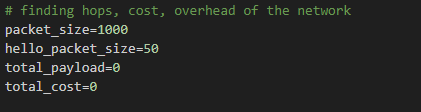 # finding hops, cost, overhead of the network
packet_size=1000
hello_packet_size=50
total_payload=0
total_cost=0